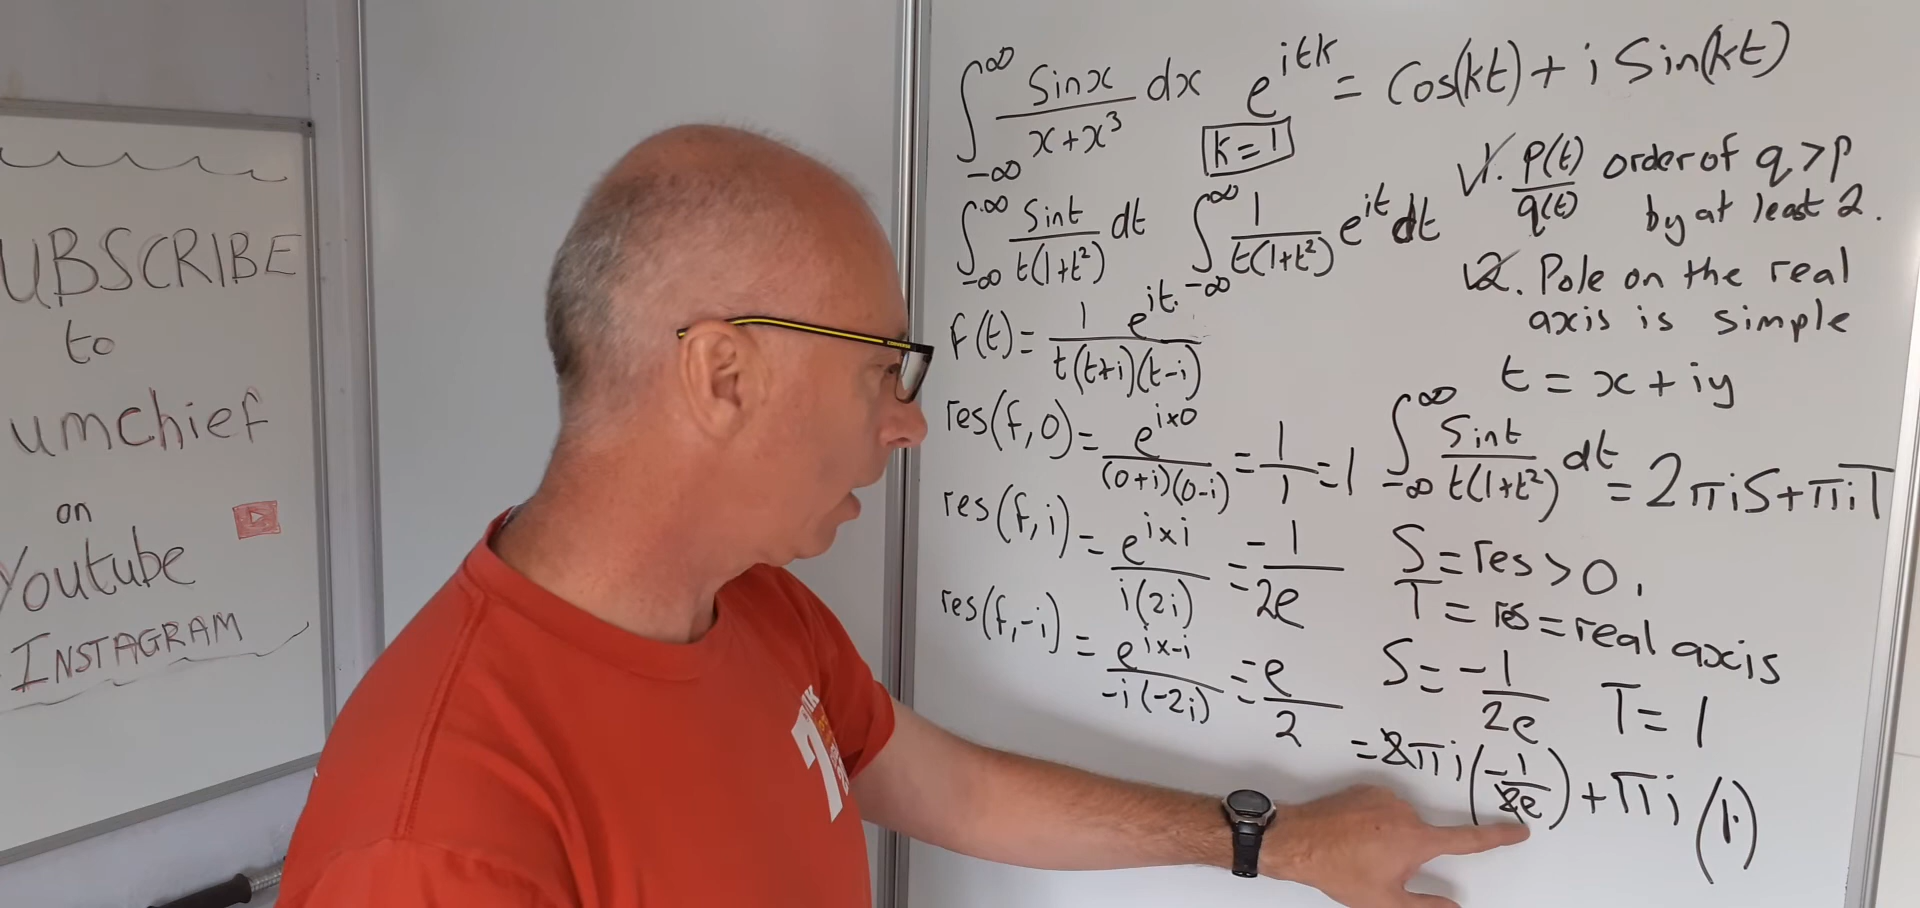 UBSCRIBE
to
umchief
on
Youtube
INSTAGRAM
∫_{-∞}^{∞} Sinx/(x+x³) dx
e^{itk} = Cos(kt) + i Sin(kt)
k=1
∫_{-∞}^{∞} Sint/(t(1+t²)) dt
∫_{-∞}^{∞} 1/(t(1+t²)) e^{it} dt
✓1. P(t)/q(t) order of q > p
by at least 2.
✓2. Pole on the real
axis is simple
f(t) = 1 e^{it}/(t(t+i)(t-i))
t = x + iy
res(f,0) = e^{i×0}/((0+i)(0-i)) = 1/1 = 1
∫_{-∞}^{∞} Sint/(t(1+t²)) dt = 2πiS + πiT
res(f,i) = e^{i×i}/(i(2i)) = -1/2e
S = res > 0.
T = res = real axis
res(f,-i) = e^{i×-i}/(-i(-2i)) = -e/2
S = -1/2e T = 1
= 2πi(-1/2e) + πi(1)